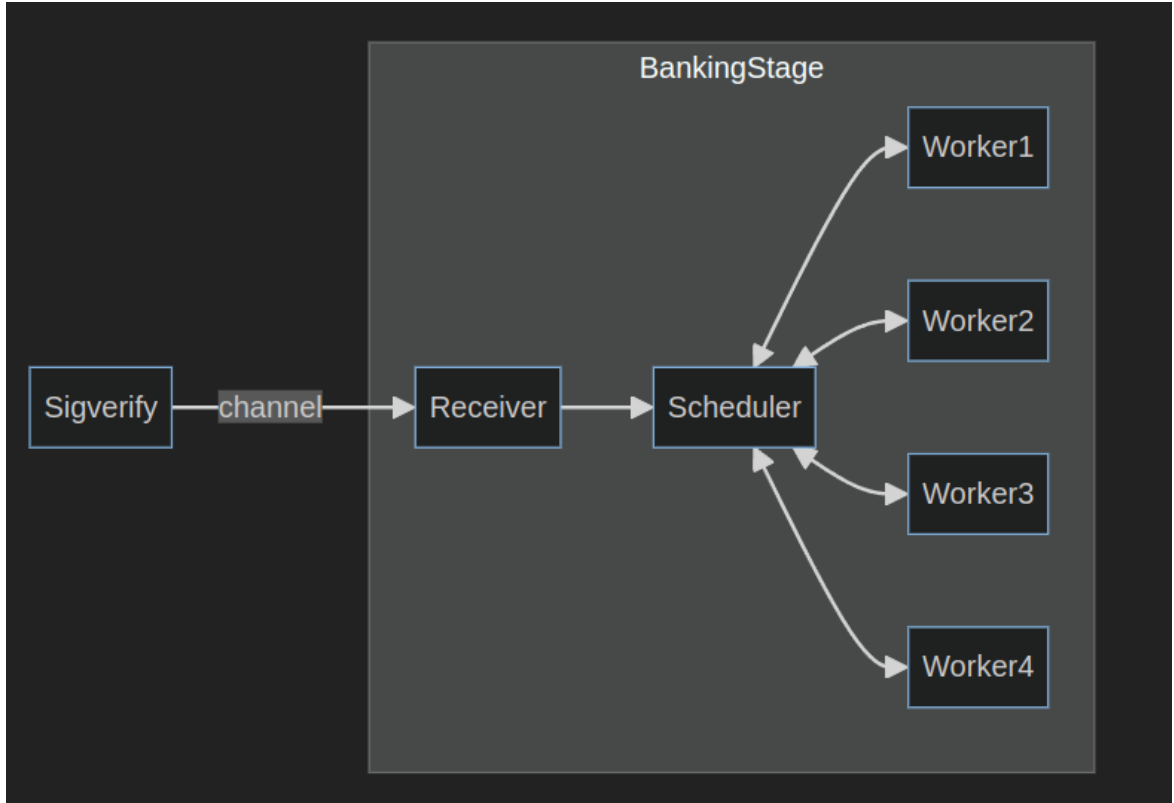 BankingStage
Worker1
Worker2
Sigverify
channel
Receiver
Scheduler
Worker3
Worker4